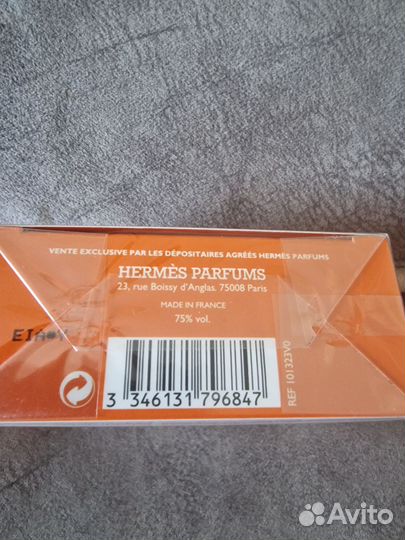 VENTE EXCLUSIVE PAR LES DÉPOSITAIRES AGRÉÉS HERMÈS PARFUMS
HERMÈS PARFUMS
23, rue Boissy d'Anglas. 75008 Paris
MADE IN FRANCE
75% vol.
3 346131 796847
REF 101323V0
Avito